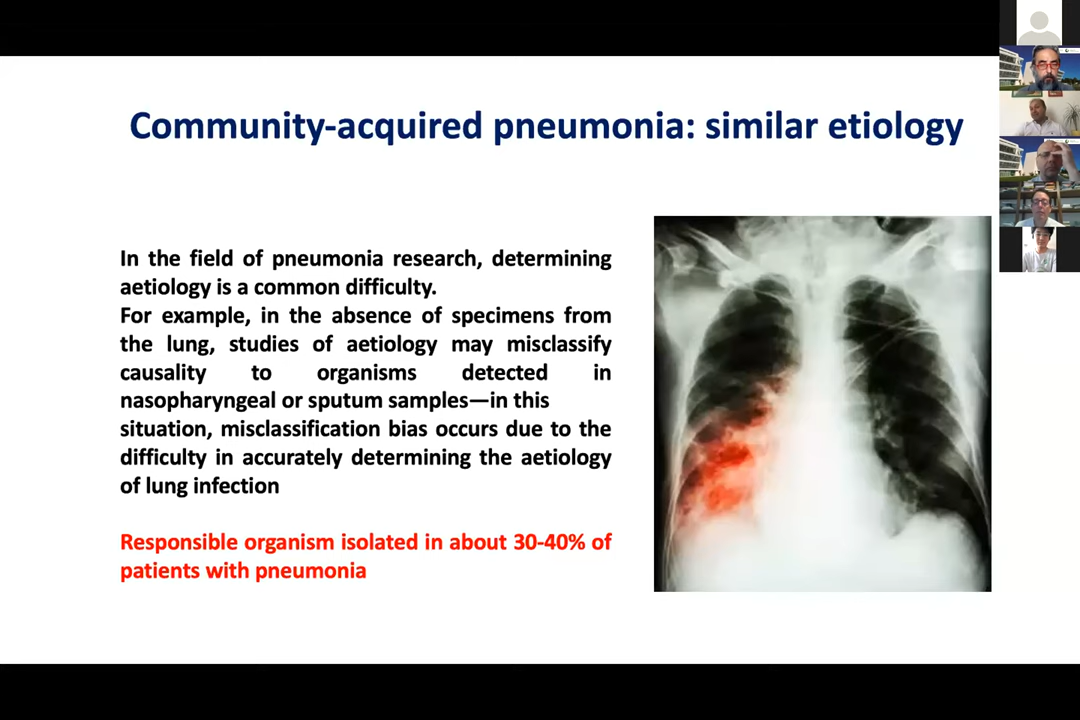 Community-acquired pneumonia: similar etiology
In the field of pneumonia research, determining
aetiology is a common difficulty.
For example, in the absence of specimens from
the lung, studies of aetiology may misclassify
causality to organisms detected in
nasopharyngeal or sputum samples—in this
situation, misclassification bias occurs due to the
difficulty in accurately determining the aetiology
of lung infection
Responsible organism isolated in about 30-40% of
patients with pneumonia